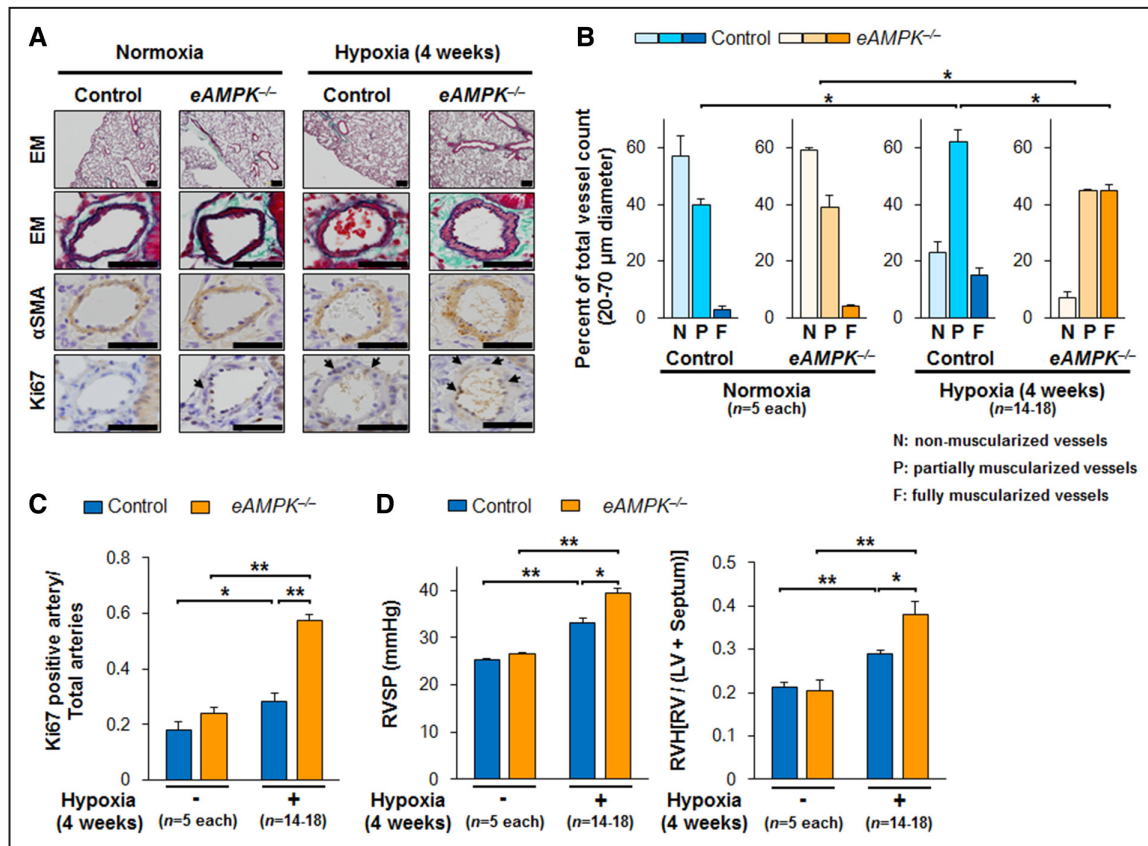 A
Normoxia
Hypoxia (4 weeks)
Control
eAMPK–/–
Control
eAMPK–/–
EM
EM
αSMA
Ki67
B
Control
eAMPK–/–
*
*
*
Percent of total vessel count
(20-70 μm diameter)
60
40
20
0
60
40
20
0
60
40
20
0
60
40
20
0
N P F
N P F
N P F
N P F
Control
eAMPK–/–
Control
eAMPK–/–
Normoxia
(n=5 each)
Hypoxia (4 weeks)
(n=14-18)
N: non-muscularized vessels
P: partially muscularized vessels
F: fully muscularized vessels
C
Control
eAMPK–/–
Ki67 positive artery/
Total arteries
0.8
0.6
0.4
0.2
0
**
*
**
Hypoxia
(4 weeks)
-
+
(n=5 each)
(n=14-18)
D
Control
eAMPK–/–
RVSP (mmHg)
40
30
20
10
0
**
**
*
Hypoxia
(4 weeks)
-
+
(n=5 each)
(n=14-18)
RVH[RV / (LV + Septum)]
0.5
0.4
0.3
0.2
0.1
0
**
**
*
-
+
(n=5 each)
(n=14-18)